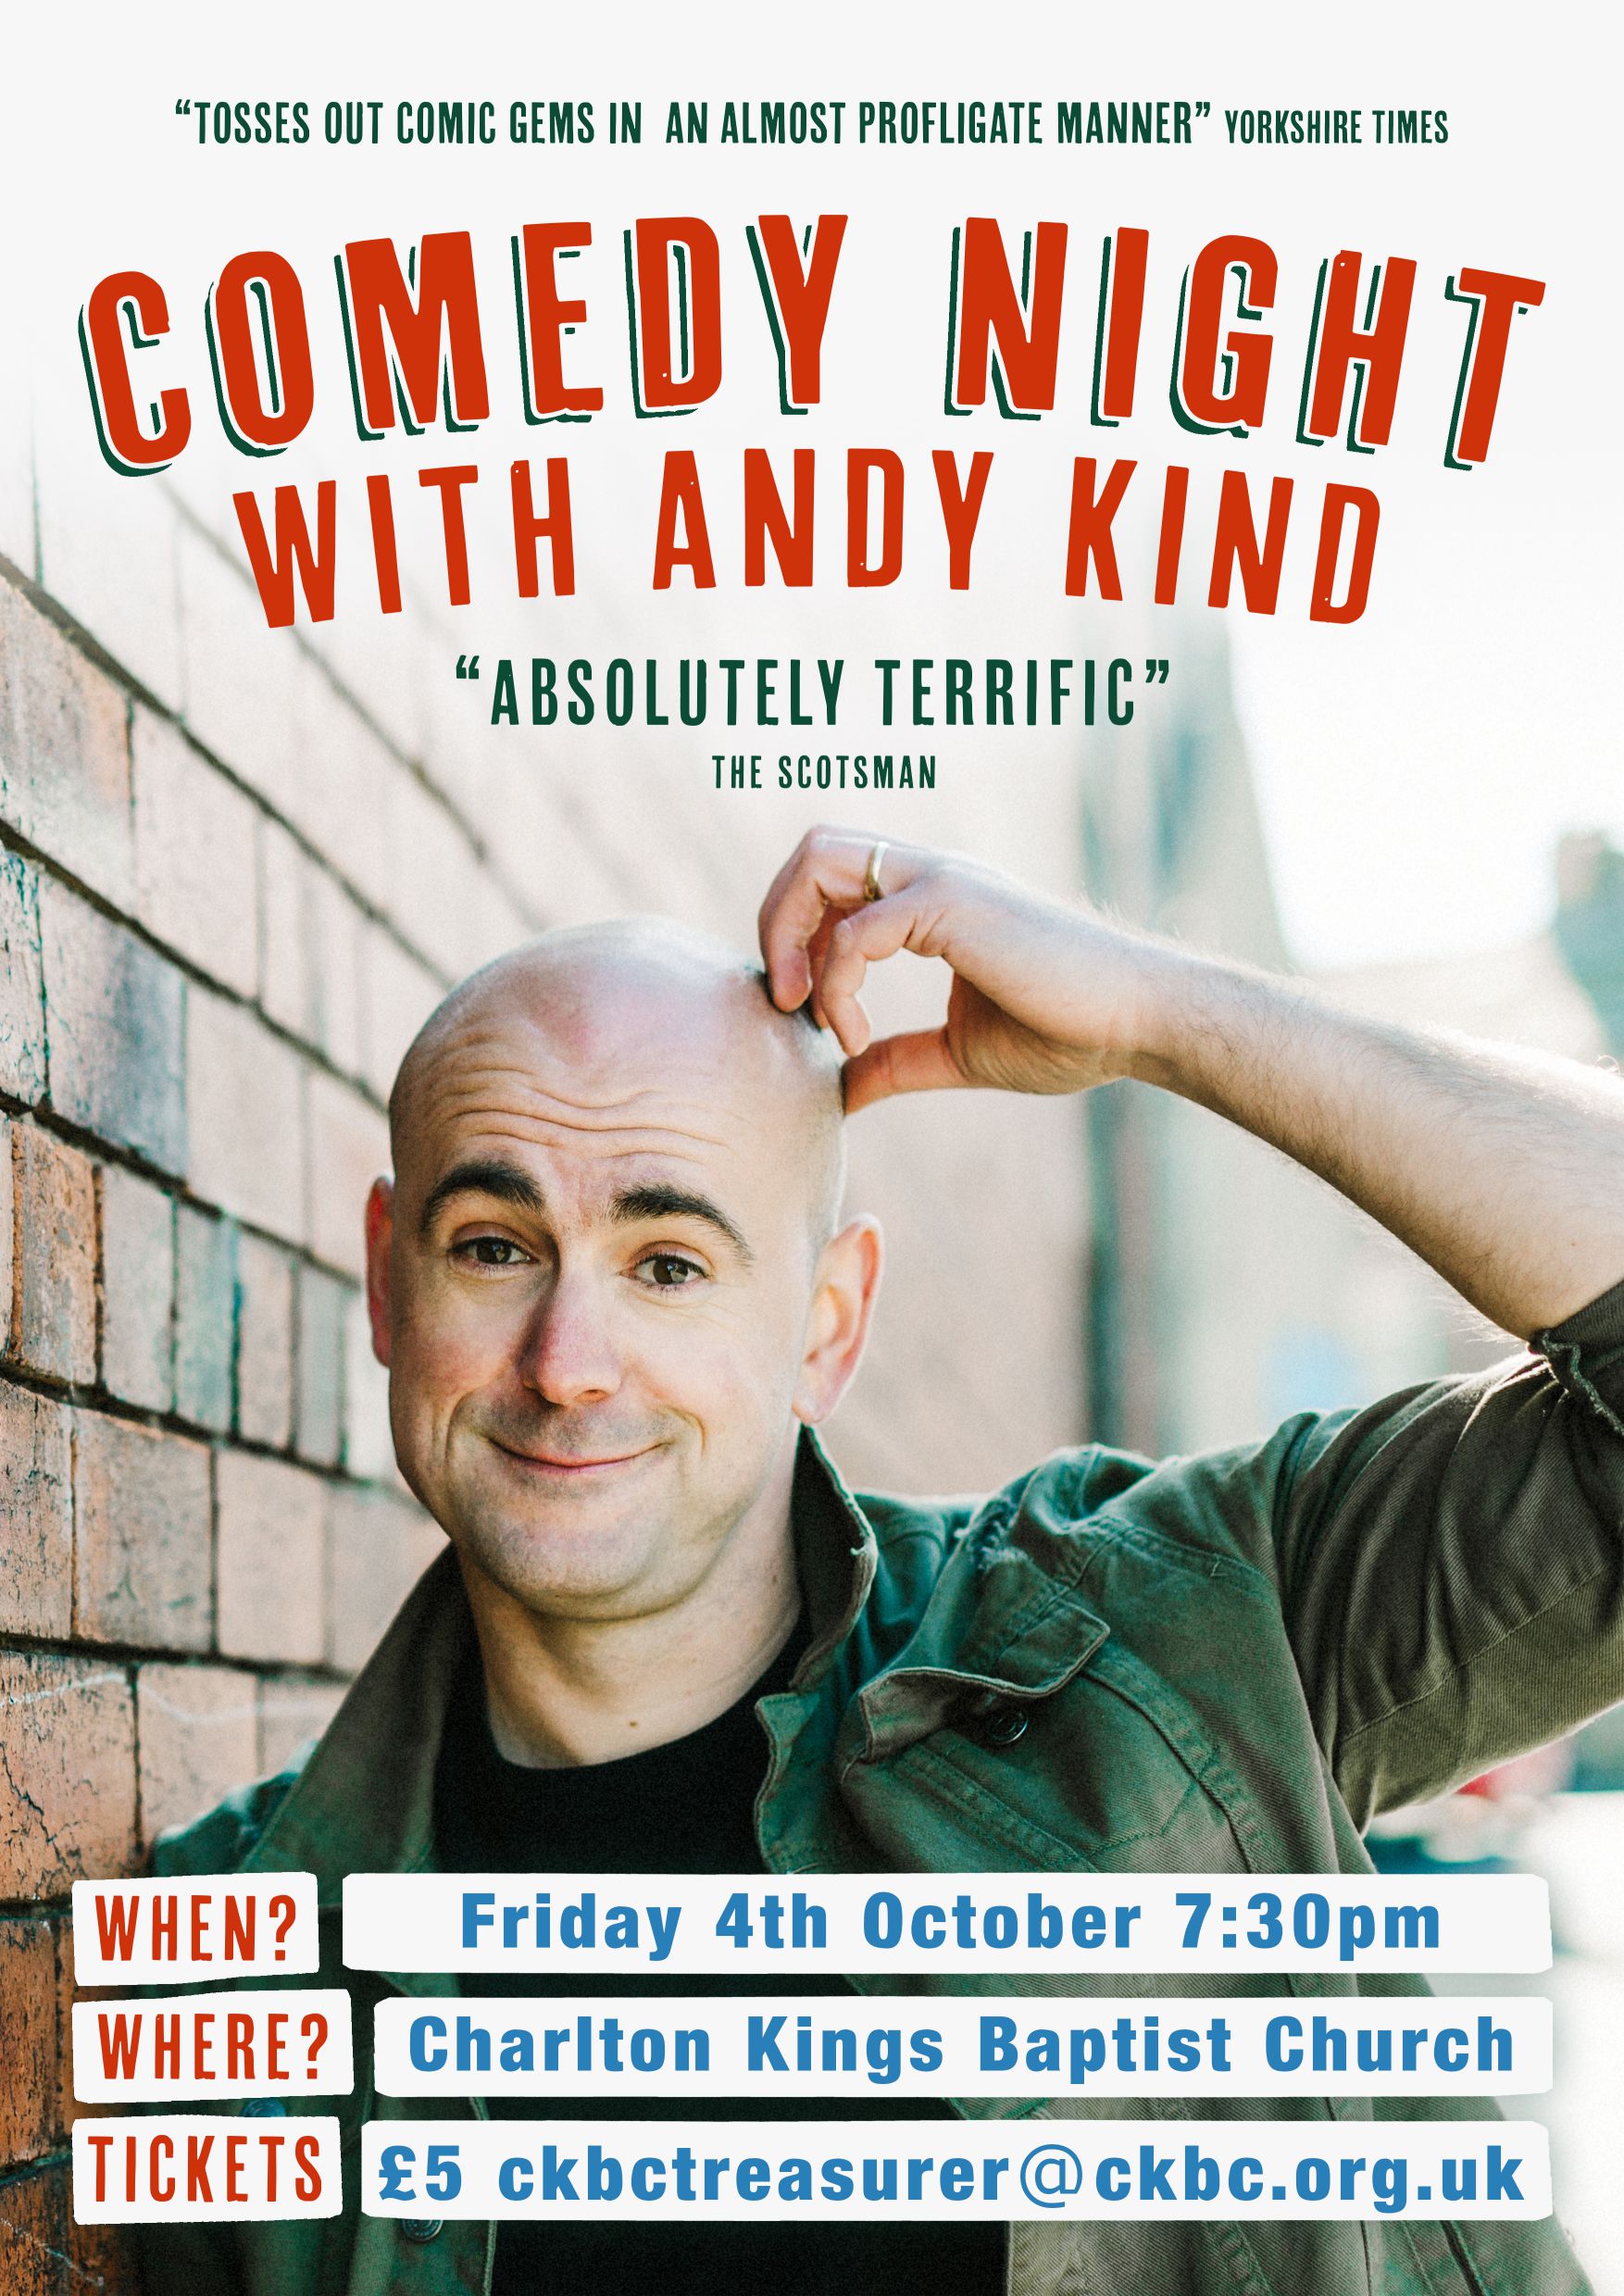 “TOSSES OUT COMIC GEMS IN AN ALMOST PROFLIGATE MANNER” YORKSHIRE TIMES
COMEDY NIGHT
WITH ANDY KIND
“ABSOLUTELY TERRIFIC”
THE SCOTSMAN
WHEN? Friday 4th October 7:30pm
WHERE? Charlton Kings Baptist Church
TICKETS £5 ckbctreasurer@ckbc.org.uk